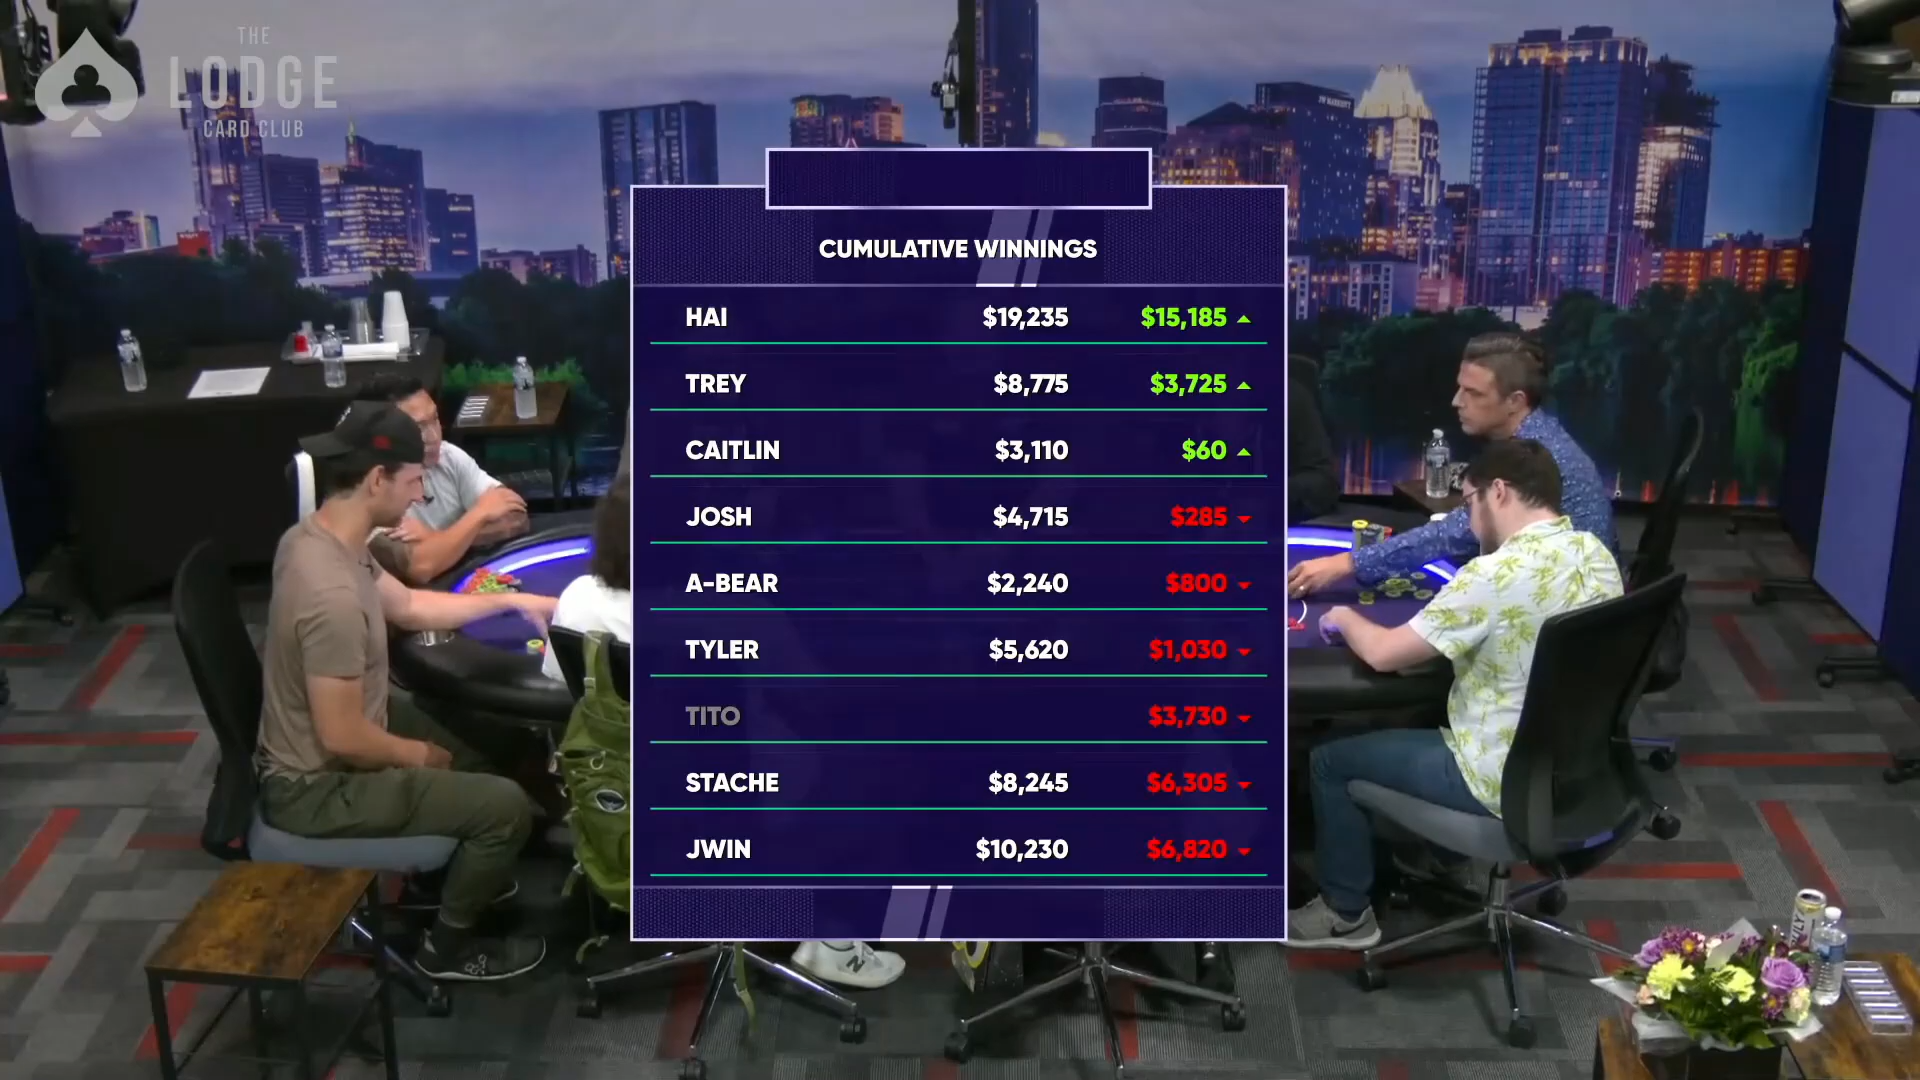 THE
LODGE
CARD CLUB
JW MARRIOTT
CUMULATIVE WINNINGS
HAI $19,235 $15,185
TREY $8,775 $3,725
CAITLIN $3,110 $60
JOSH $4,715 $285
A-BEAR $2,240 $800
TYLER $5,620 $1,030
TITO $3,730
STACHE $8,245 $6,305
JWIN $10,230 $6,820
N